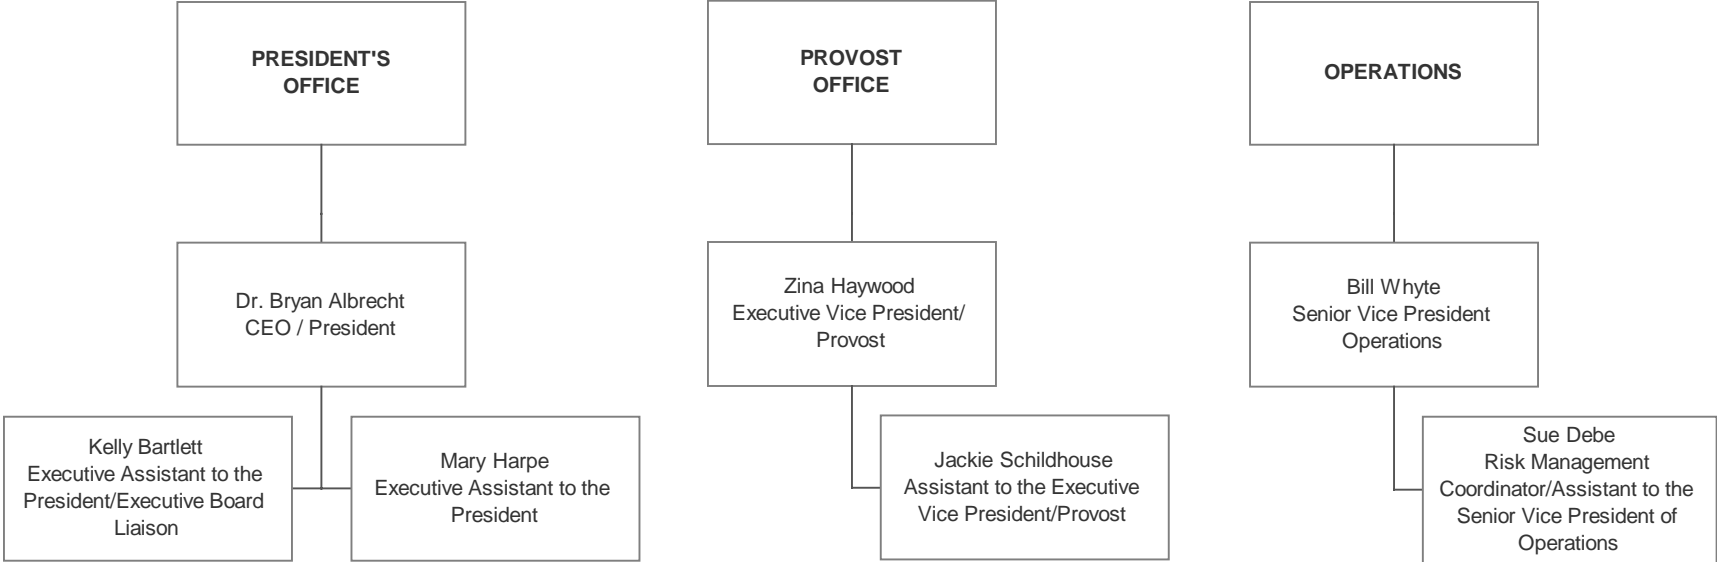 PRESIDENT'S
OFFICE
PROVOST
OFFICE
OPERATIONS
Dr. Bryan Albrecht
CEO / President
Zina Haywood
Executive Vice President/
Provost
Bill Whyte
Senior Vice President
Operations
Kelly Bartlett
Executive Assistant to the
President/Executive Board
Liaison
Mary Harpe
Executive Assistant to the
President
Jackie Schildhouse
Assistant to the Executive
Vice President/Provost
Sue Debe
Risk Management
Coordinator/Assistant to the
Senior Vice President of
Operations